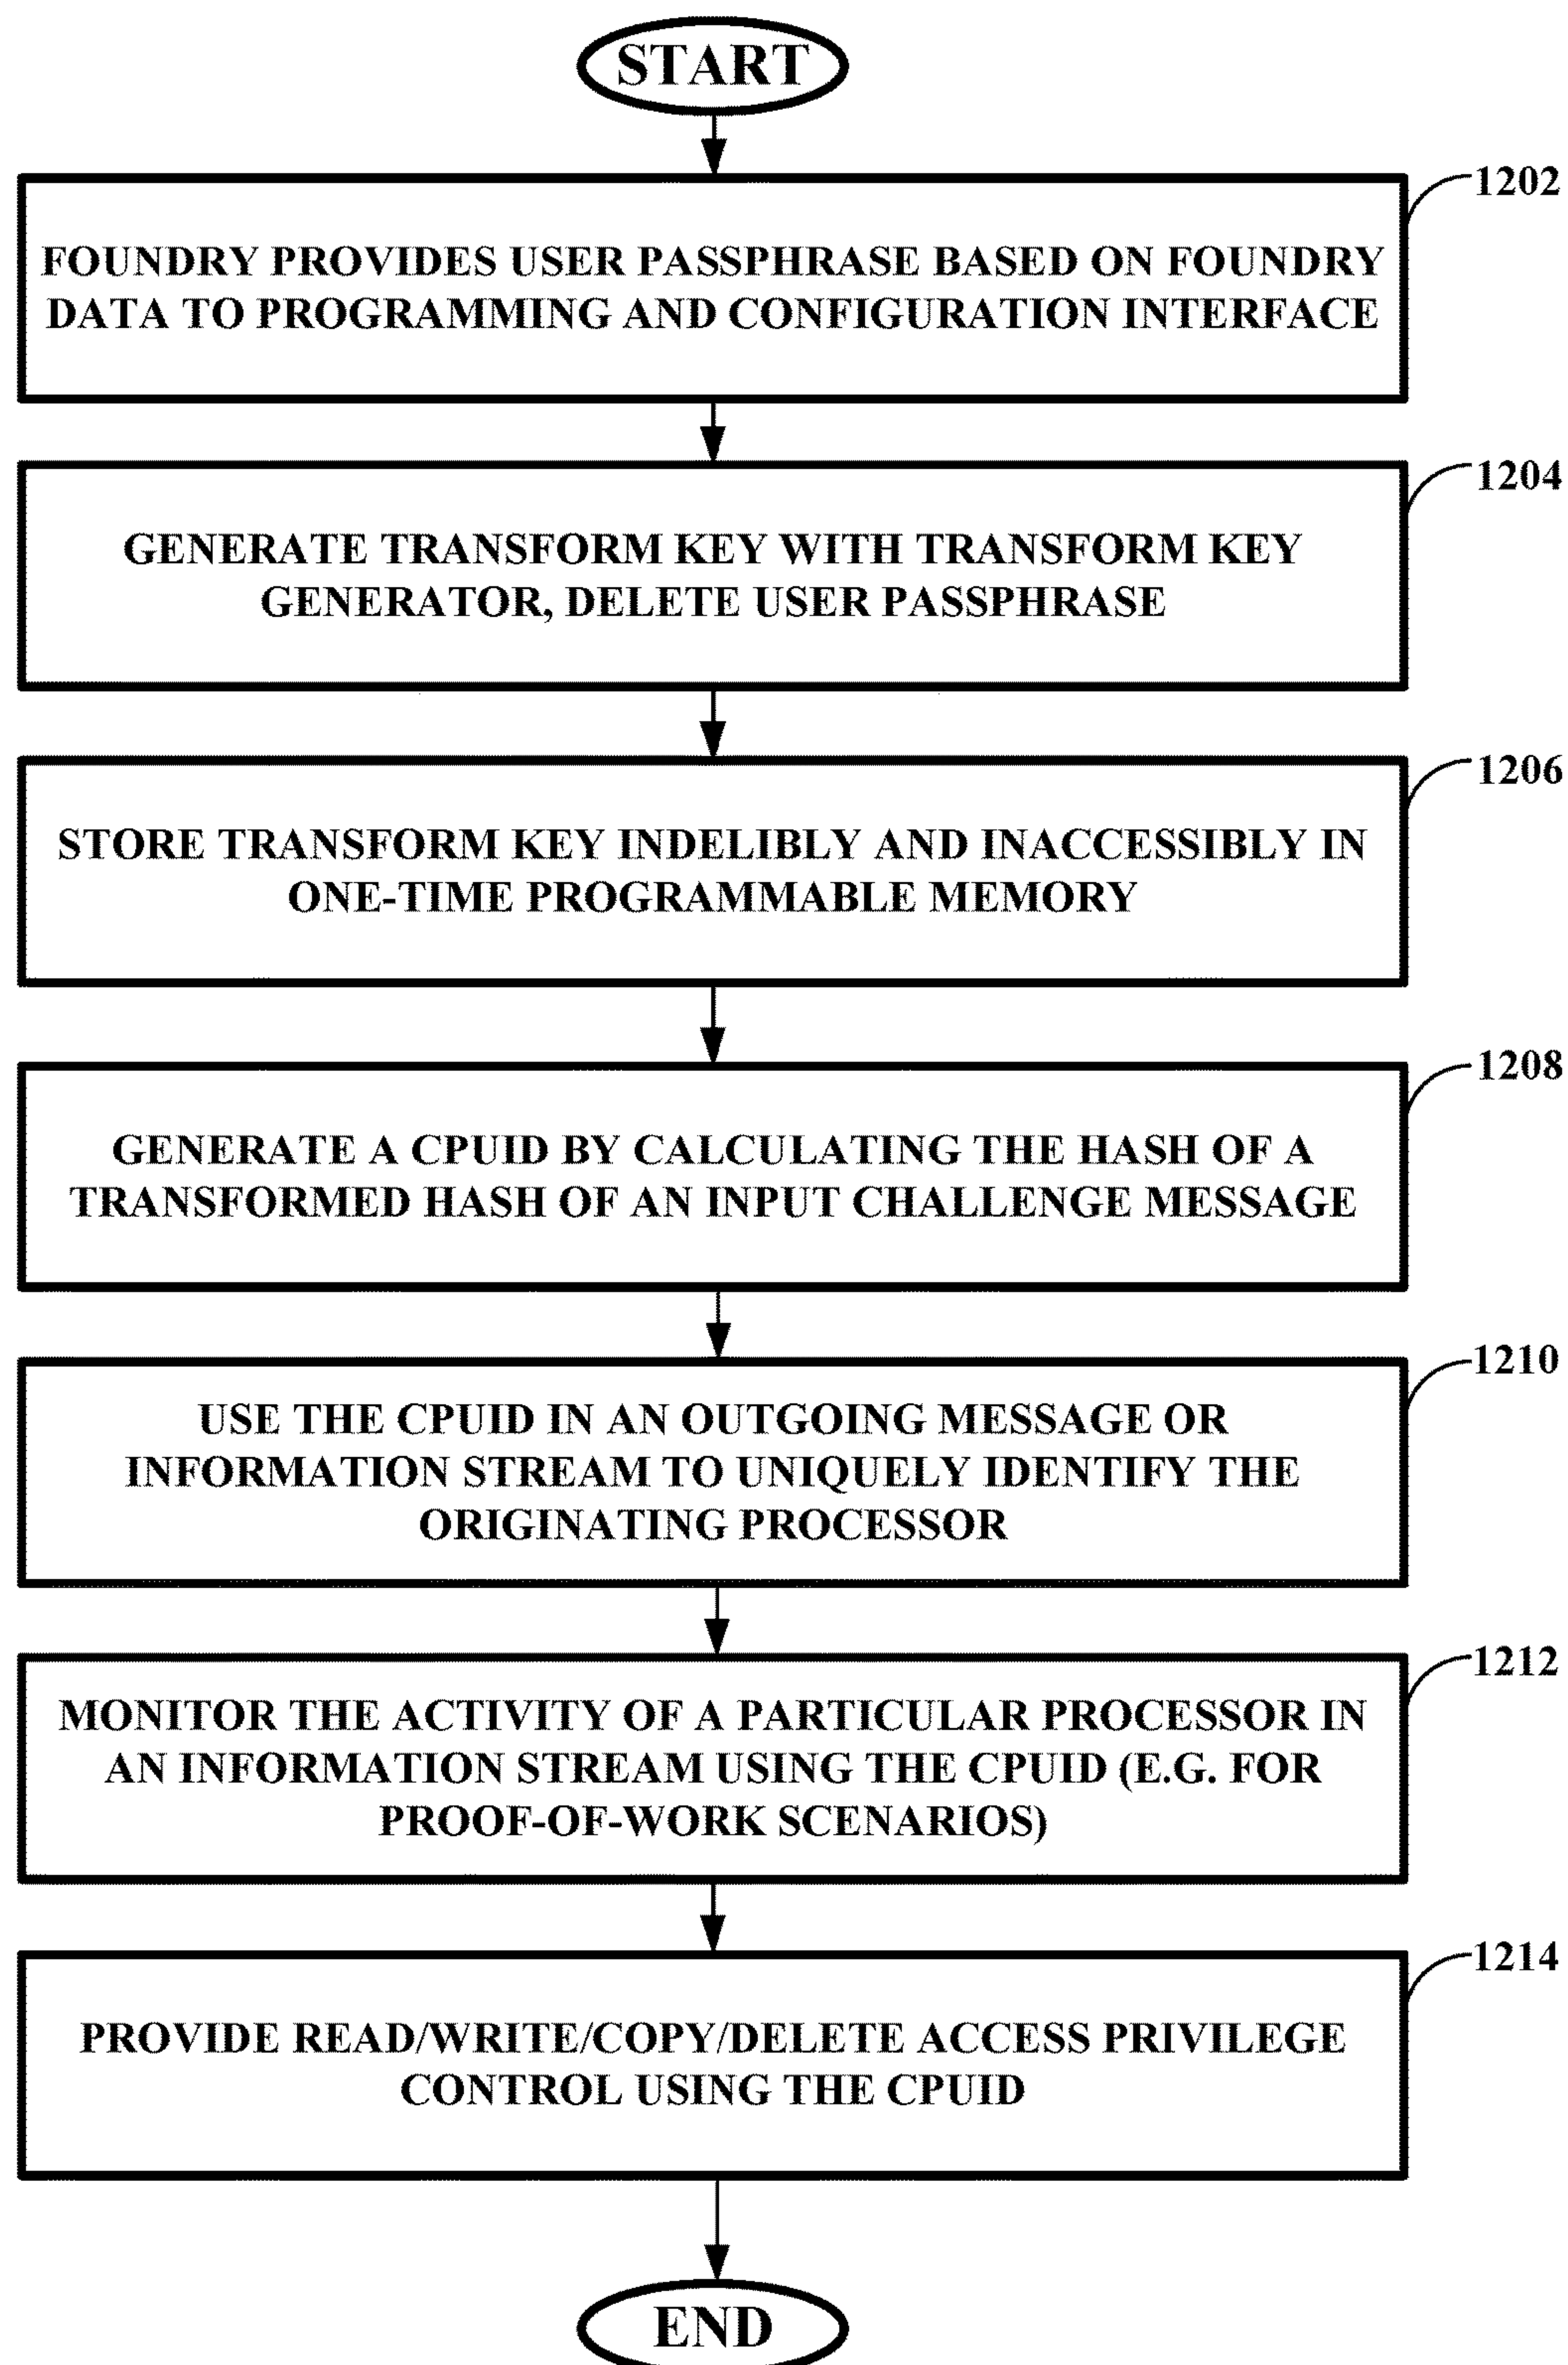 START
1202
FOUNDRY PROVIDES USER PASSPHRASE BASED ON FOUNDRY
DATA TO PROGRAMMING AND CONFIGURATION INTERFACE
1204
GENERATE TRANSFORM KEY WITH TRANSFORM KEY
GENERATOR, DELETE USER PASSPHRASE
1206
STORE TRANSFORM KEY INDELIBLY AND INACCESSIBLY IN
ONE-TIME PROGRAMMABLE MEMORY
1208
GENERATE A CPUID BY CALCULATING THE HASH OF A
TRANSFORMED HASH OF AN INPUT CHALLENGE MESSAGE
1210
USE THE CPUID IN AN OUTGOING MESSAGE OR
INFORMATION STREAM TO UNIQUELY IDENTIFY THE
ORIGINATING PROCESSOR
1212
MONITOR THE ACTIVITY OF A PARTICULAR PROCESSOR IN
AN INFORMATION STREAM USING THE CPUID (E.G. FOR
PROOF-OF-WORK SCENARIOS)
1214
PROVIDE READ/WRITE/COPY/DELETE ACCESS PRIVILEGE
CONTROL USING THE CPUID
END